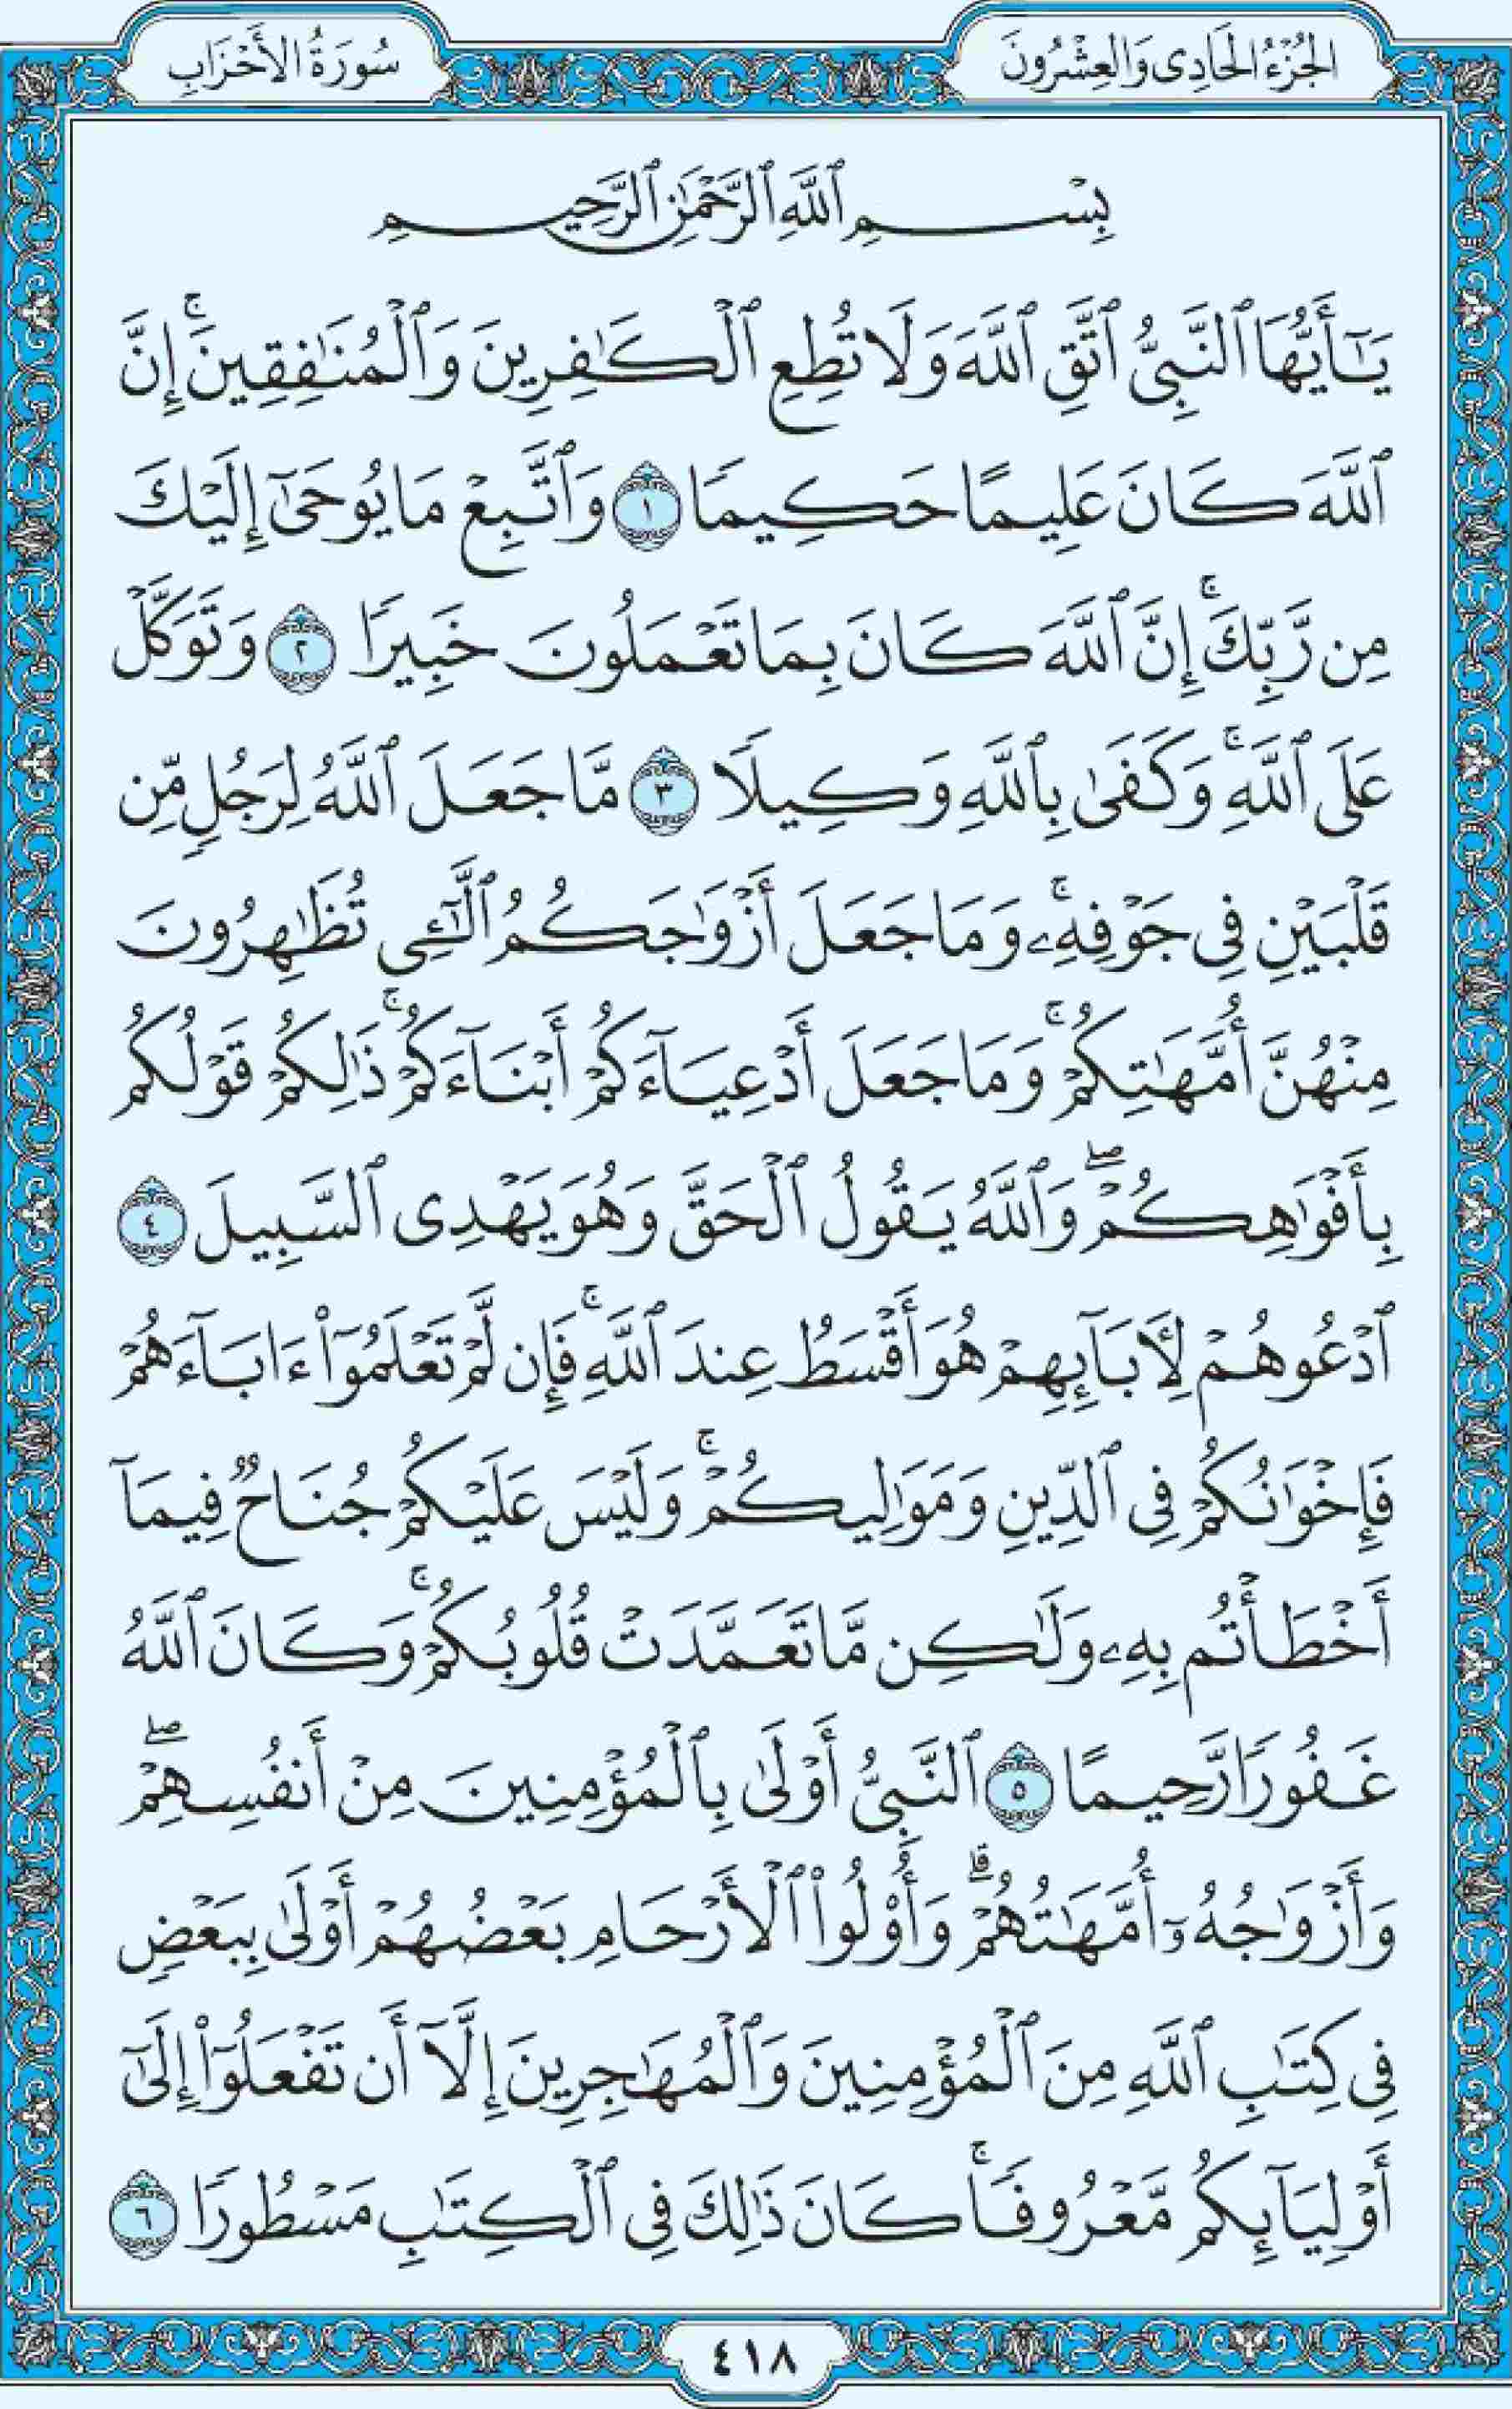 الجُزْءُ الحَادِى وَالعِشْرُونَ
سُورَةُ الأَحْزَابِ
بِسْمِ ٱللَّهِ ٱلرَّحْمَٰنِ ٱلرَّحِيمِ
يَٰٓأَيُّهَا ٱلنَّبِىُّ ٱتَّقِ ٱللَّهَ وَلَا تُطِعِ ٱلْكَٰفِرِينَ وَٱلْمُنَٰفِقِينَ ۚ إِنَّ
ٱللَّهَ كَانَ عَلِيمًا حَكِيمًا ١ وَٱتَّبِعْ مَا يُوحَىٰٓ إِلَيْكَ
مِن رَّبِّكَ ۚ إِنَّ ٱللَّهَ كَانَ بِمَا تَعْمَلُونَ خَبِيرًا ٢ وَتَوَكَّلْ
عَلَى ٱللَّهِ ۚ وَكَفَىٰ بِٱللَّهِ وَكِيلًا ٣ مَّا جَعَلَ ٱللَّهُ لِرَجُلٍ مِّن
قَلْبَيْنِ فِى جَوْفِهِۦ ۚ وَمَا جَعَلَ أَزْوَٰجَكُمُ ٱلَّٰٓـِٔى تُظَٰهِرُونَ
مِنْهُنَّ أُمَّهَٰتِكُمْ ۚ وَمَا جَعَلَ أَدْعِيَآءَكُمْ أَبْنَآءَكُمْ ۚ ذَٰلِكُمْ قَوْلُكُم
بِأَفْوَٰهِكُمْ ۖ وَٱللَّهُ يَقُولُ ٱلْحَقَّ وَهُوَ يَهْدِى ٱلسَّبِيلَ ٤
ٱدْعُوهُمْ لِـَٔابَآئِهِمْ هُوَ أَقْسَطُ عِندَ ٱللَّهِ ۚ فَإِن لَّمْ تَعْلَمُوٓا۟ ءَابَآءَهُمْ
فَإِخْوَٰنُكُمْ فِى ٱلدِّينِ وَمَوَٰلِيكُمْ ۚ وَلَيْسَ عَلَيْكُمْ جُنَاحٌ فِيمَآ
أَخْطَأْتُم بِهِۦ وَلَٰكِن مَّا تَعَمَّدَتْ قُلُوبُكُمْ ۚ وَكَانَ ٱللَّهُ
غَفُورًا رَّحِيمًا ٥ ٱلنَّبِىُّ أَوْلَىٰ بِٱلْمُؤْمِنِينَ مِنْ أَنفُسِهِمْ ۖ
وَأَزْوَٰجُهُۥٓ أُمَّهَٰتُهُمْ ۗ وَأُو۟لُوا۟ ٱلْأَرْحَامِ بَعْضُهُمْ أَوْلَىٰ بِبَعْضٍ
فِى كِتَٰبِ ٱللَّهِ مِنَ ٱلْمُؤْمِنِينَ وَٱلْمُهَٰجِرِينَ إِلَّآ أَن تَفْعَلُوٓا۟ إِلَىٰٓ
أَوْلِيَآئِكُم مَّعْرُوفًا ۚ كَانَ ذَٰلِكَ فِى ٱلْكِتَٰبِ مَسْطُورًا ٦
٤١٨